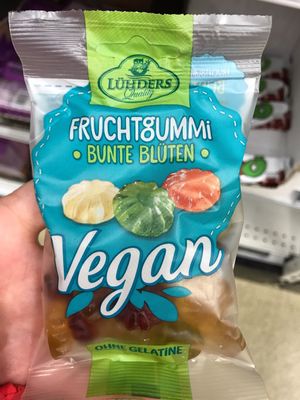 LÜHDERS
Quality
FRUCHTGUMMi
• BUNTE BLÜTEN •
Vegan
OHNE GELATINE